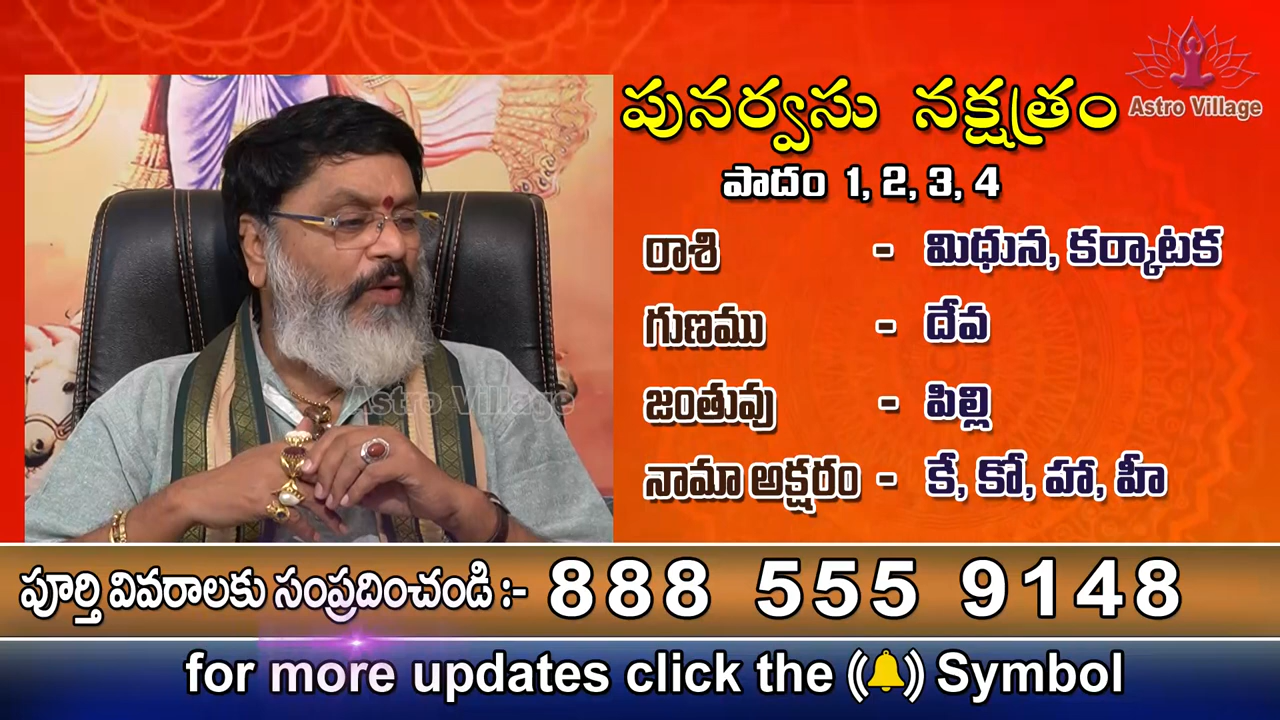 Astro Village
పునర్వసు నక్షత్రం
పాదం 1, 2, 3, 4
రాశి - మిధున, కర్కాటక
గుణము - దేవ
జంతువు - పిల్లి
నామా అక్షరం - కే, కో, హా, హీ
Astro Village
పూర్తి వివరాలకు సంప్రదించండి :- 888 555 9148
for more updates click the Symbol